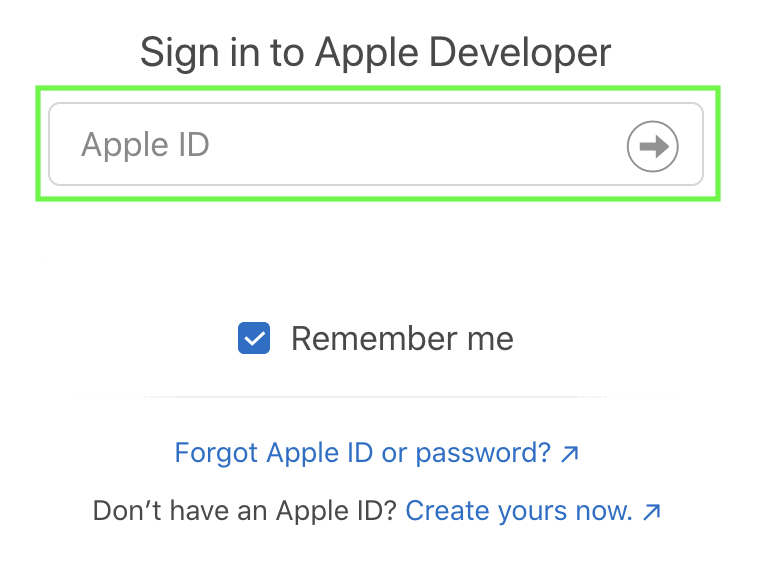 Sign in to Apple Developer
Apple ID
Remember me
Forgot Apple ID or password? ↗
Don’t have an Apple ID? Create yours now. ↗